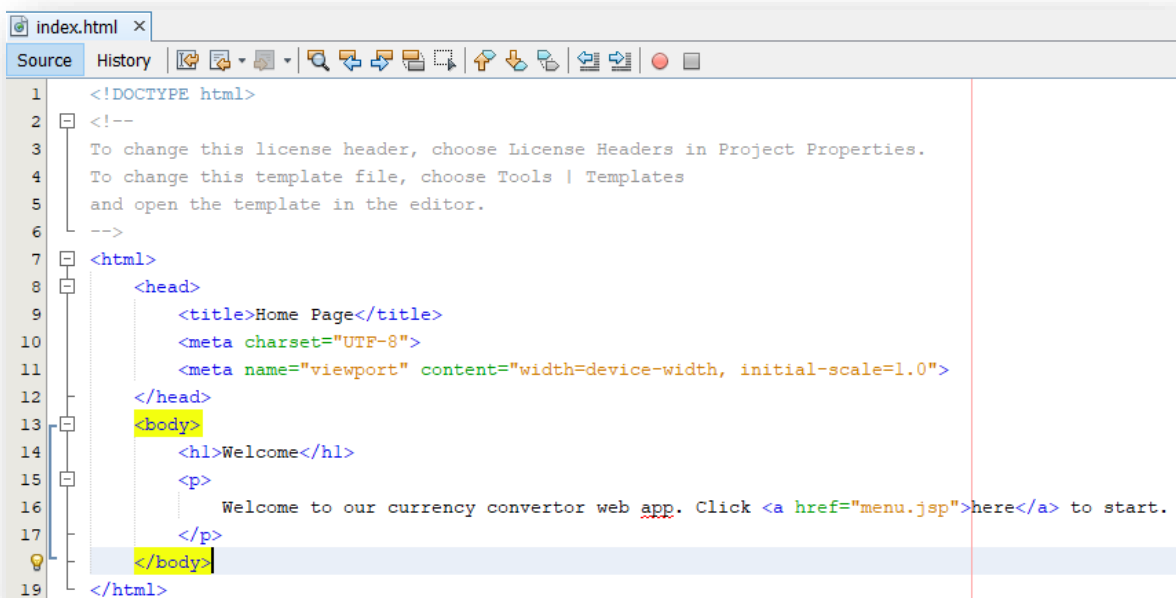 index.html ×
Source History
1 <!DOCTYPE html>
2 <!--
3 To change this license header, choose License Headers in Project Properties.
4 To change this template file, choose Tools | Templates
5 and open the template in the editor.
6 -->
7 <html>
8 <head>
9 <title>Home Page</title>
10 <meta charset="UTF-8">
11 <meta name="viewport" content="width=device-width, initial-scale=1.0">
12 </head>
13 <body>
14 <h1>Welcome</h1>
15 <p>
16 Welcome to our currency convertor web app. Click <a href="menu.jsp">here</a> to start.
17 </p>
</body>
19 </html>